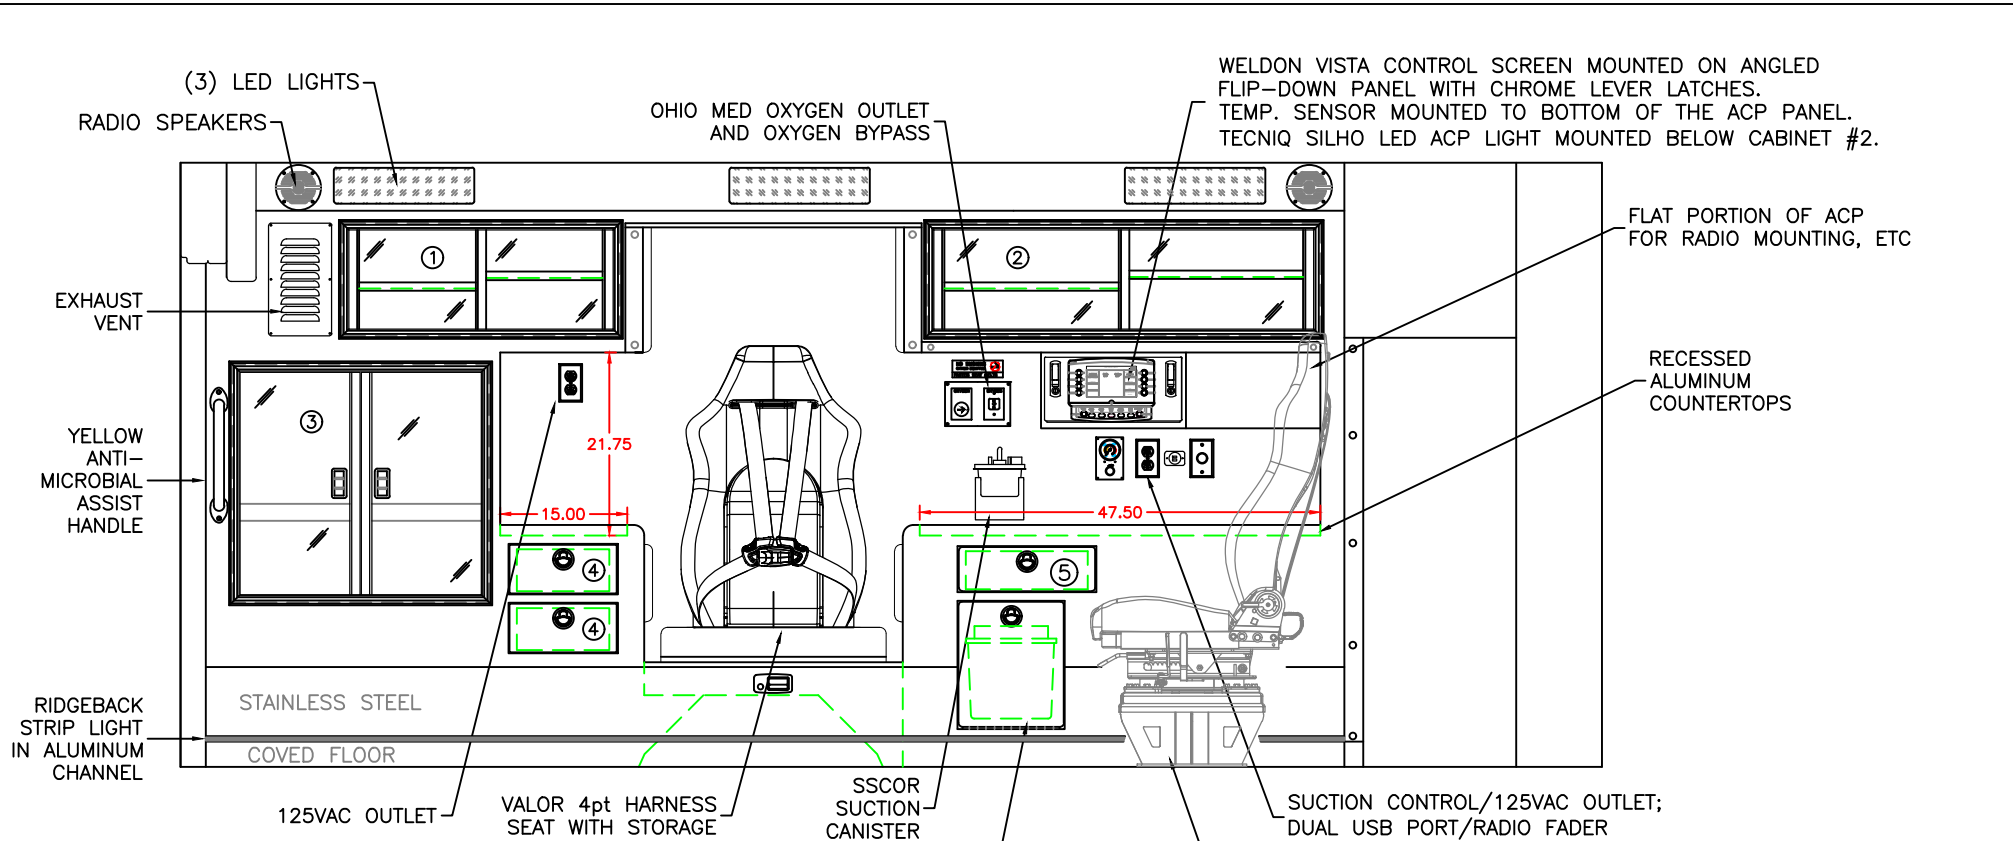 (3) LED LIGHTS
RADIO SPEAKERS
OHIO MED OXYGEN OUTLET
AND OXYGEN BYPASS
WELDON VISTA CONTROL SCREEN MOUNTED ON ANGLED
FLIP-DOWN PANEL WITH CHROME LEVER LATCHES.
TEMP. SENSOR MOUNTED TO BOTTOM OF THE ACP PANEL.
TECNIQ SILHO LED ACP LIGHT MOUNTED BELOW CABINET #2.
FLAT PORTION OF ACP
FOR RADIO MOUNTING, ETC
1
2
EXHAUST
VENT
RECESSED
ALUMINUM
COUNTERTOPS
3
YELLOW
ANTI-
MICROBIAL
ASSIST
HANDLE
21.75
15.00
47.50
4
5
4
STAINLESS STEEL
COVED FLOOR
RIDGEBACK
STRIP LIGHT
IN ALUMINUM
CHANNEL
125VAC OUTLET
VALOR 4pt HARNESS
SEAT WITH STORAGE
SSCOR
SUCTION
CANISTER
SUCTION CONTROL/125VAC OUTLET;
DUAL USB PORT/RADIO FADER